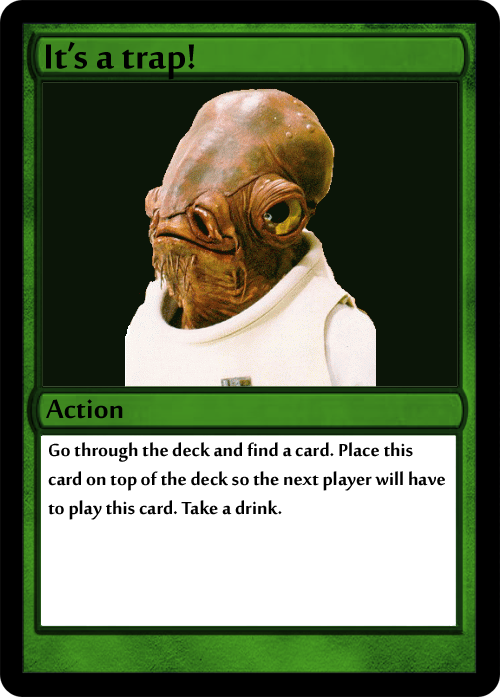 It's a trap!
Action
Go through the deck and find a card. Place this
card on top of the deck so the next player will have
to play this card. Take a drink.